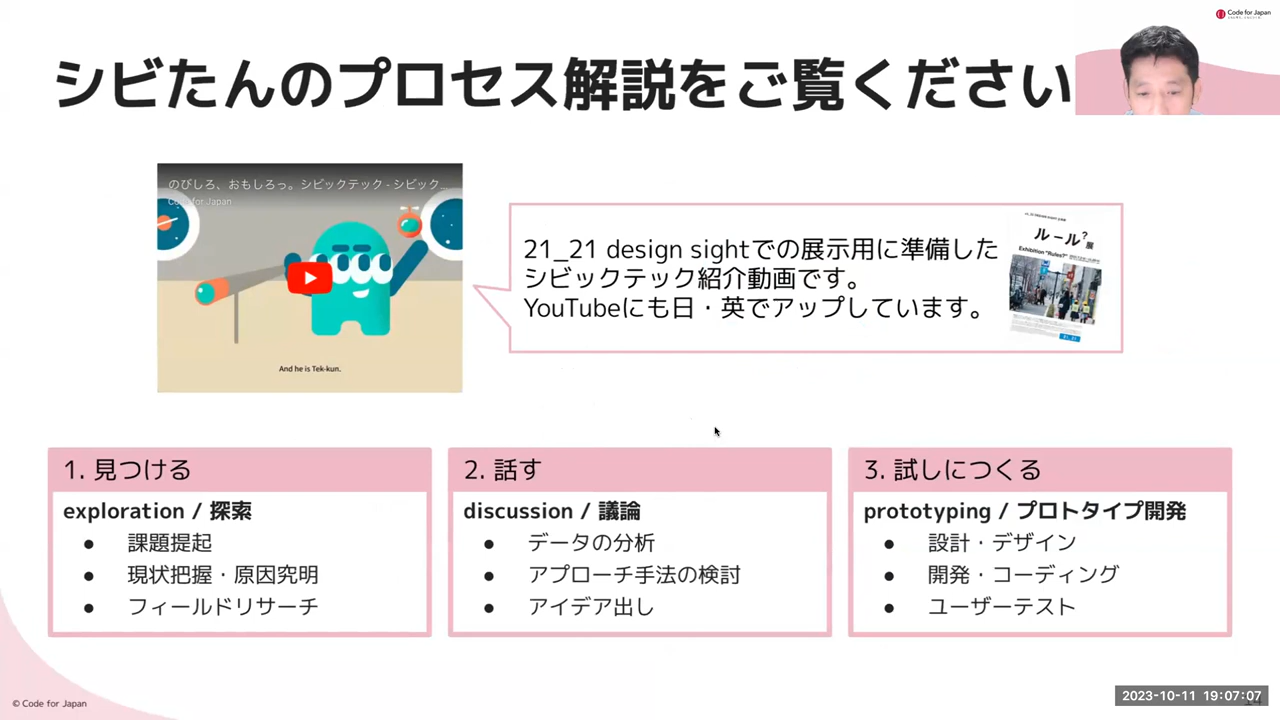 Code for Japan
シビたんのプロセス解説をご覧ください
のびしろ、おもしろっ。シビックテック - シビック...
Code for Japan
And he is Tek-kun.
21_21 design sightでの展示用に準備した
シビックテック紹介動画です。
YouTubeにも日・英でアップしています。
ルール?展
Exhibition "Rules?"
1. 見つける
exploration / 探索
● 課題提起
● 現状把握・原因究明
● フィールドリサーチ
2. 話す
discussion / 議論
● データの分析
● アプローチ手法の検討
● アイデア出し
3. 試しにつくる
prototyping / プロトタイプ開発
● 設計・デザイン
● 開発・コーディング
● ユーザーテスト
© Code for Japan
2023-10-11 19:07:07